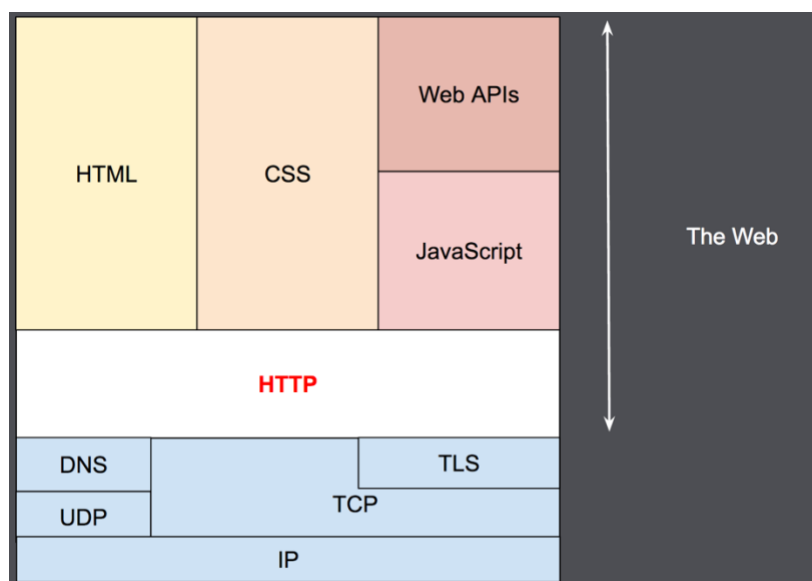 Web APIs
HTML
CSS
JavaScript
The Web
HTTP
DNS
TLS
TCP
UDP
IP